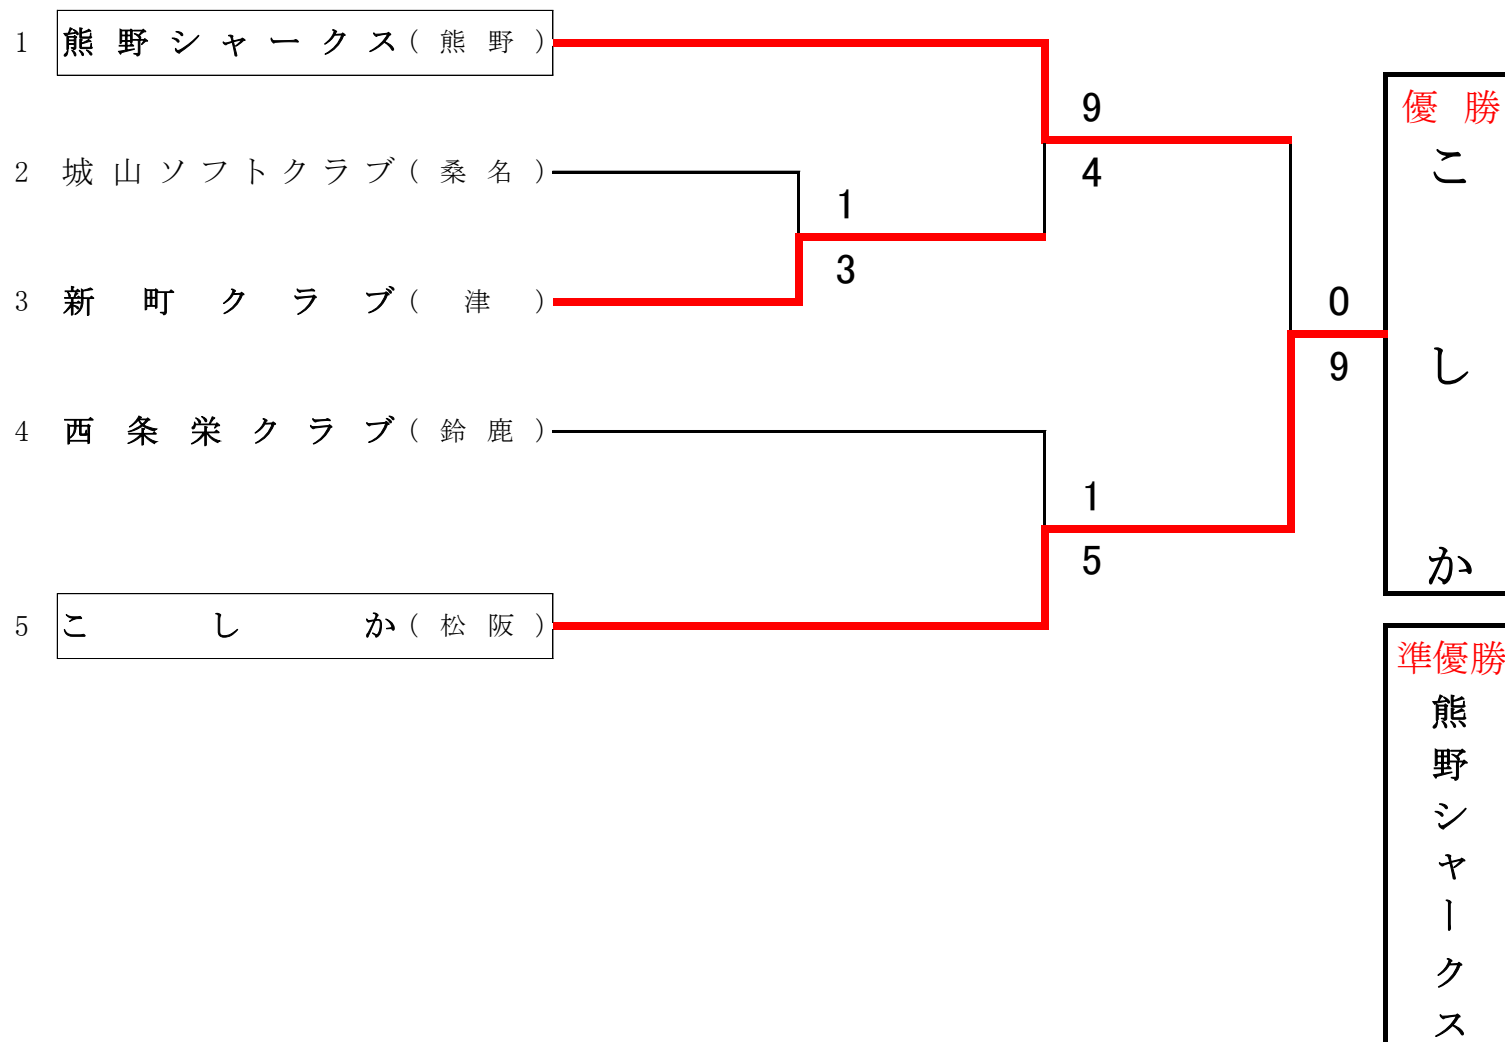 1 熊野シャークス(熊野)
2 城山ソフトクラブ(桑名)
3 新町クラブ(津)
4 西条栄クラブ(鈴鹿)
5 こしか(松阪)
1
3
9
4
1
5
0
9
優勝
こしか
準優勝
熊野シャークス